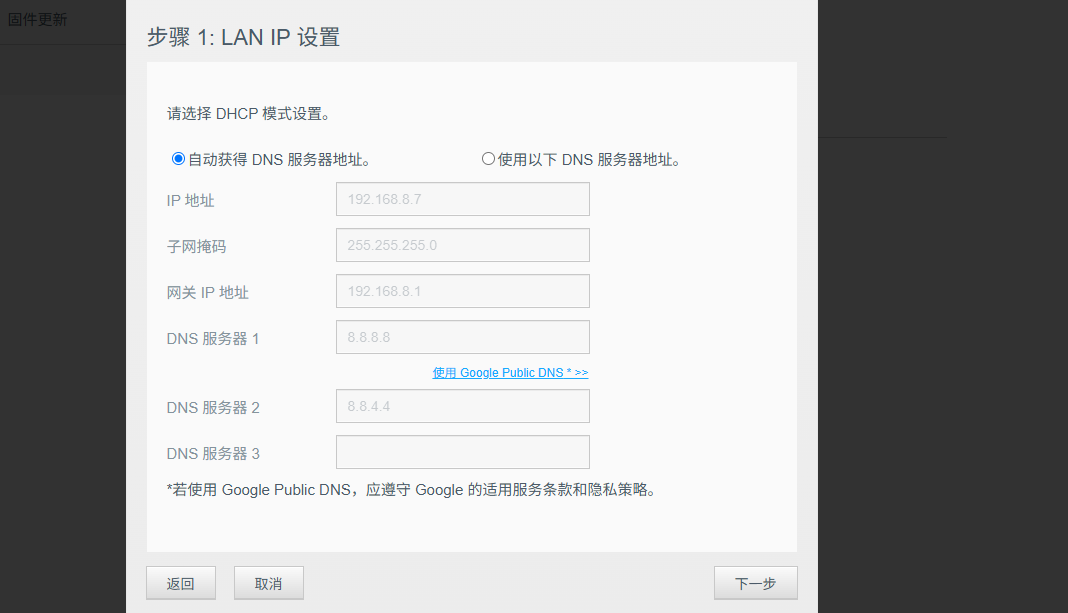 固件更新
步骤 1: LAN IP 设置
请选择 DHCP 模式设置。
自动获得 DNS 服务器地址。 使用以下 DNS 服务器地址。
IP 地址 192.168.8.7
子网掩码 255.255.255.0
网关 IP 地址 192.168.8.1
DNS 服务器 1 8.8.8.8
使用 Google Public DNS * >>
DNS 服务器 2 8.8.4.4
DNS 服务器 3
*若使用 Google Public DNS，应遵守 Google 的适用服务条款和隐私策略。
返回 取消 下一步